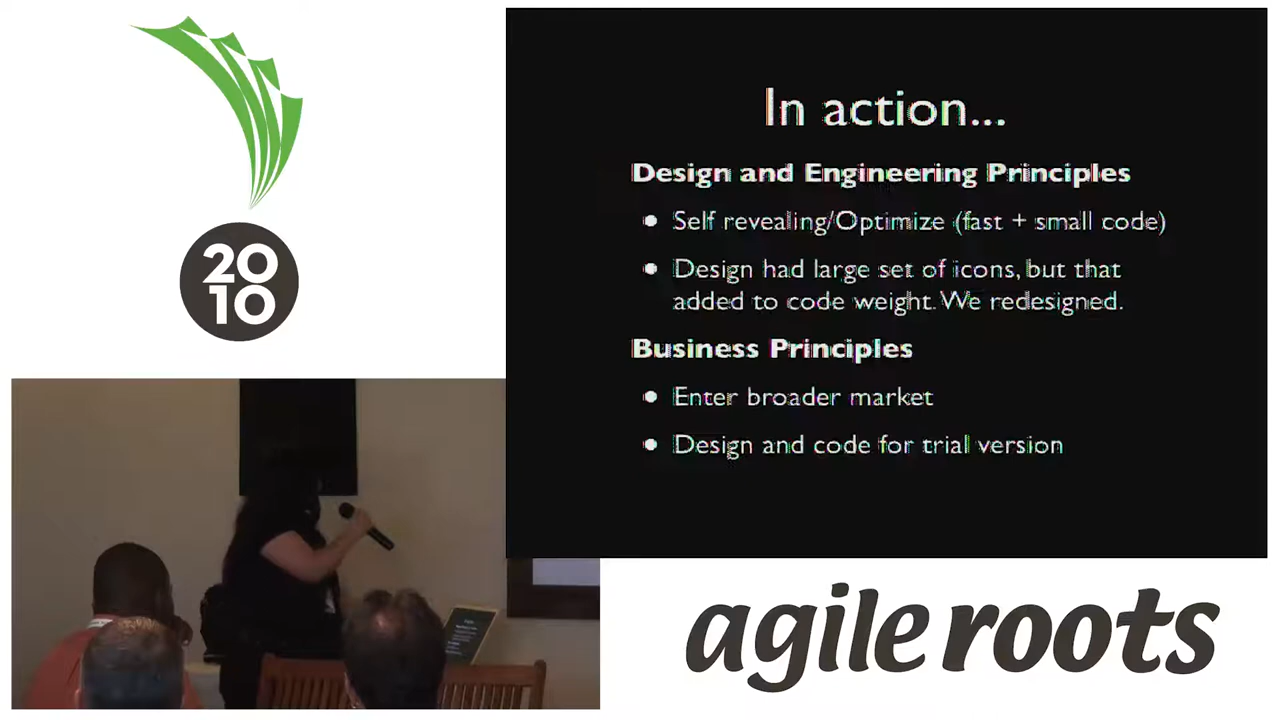 20
10
In action...
Design and Engineering Principles
• Self revealing/Optimize (fast + small code)
• Design had large set of icons, but that
added to code weight. We redesigned.
Business Principles
• Enter broader market
• Design and code for trial version
agile roots